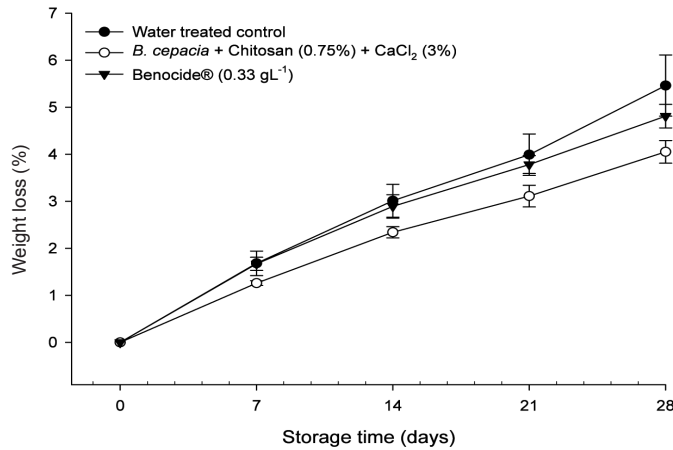 7
6
5
4
3
2
1
0
Weight loss (%)
Water treated control
B. cepacia + Chitosan (0.75%) + CaCl₂ (3%)
Benocide® (0.33 gL⁻¹)
0 7 14 21 28
Storage time (days)